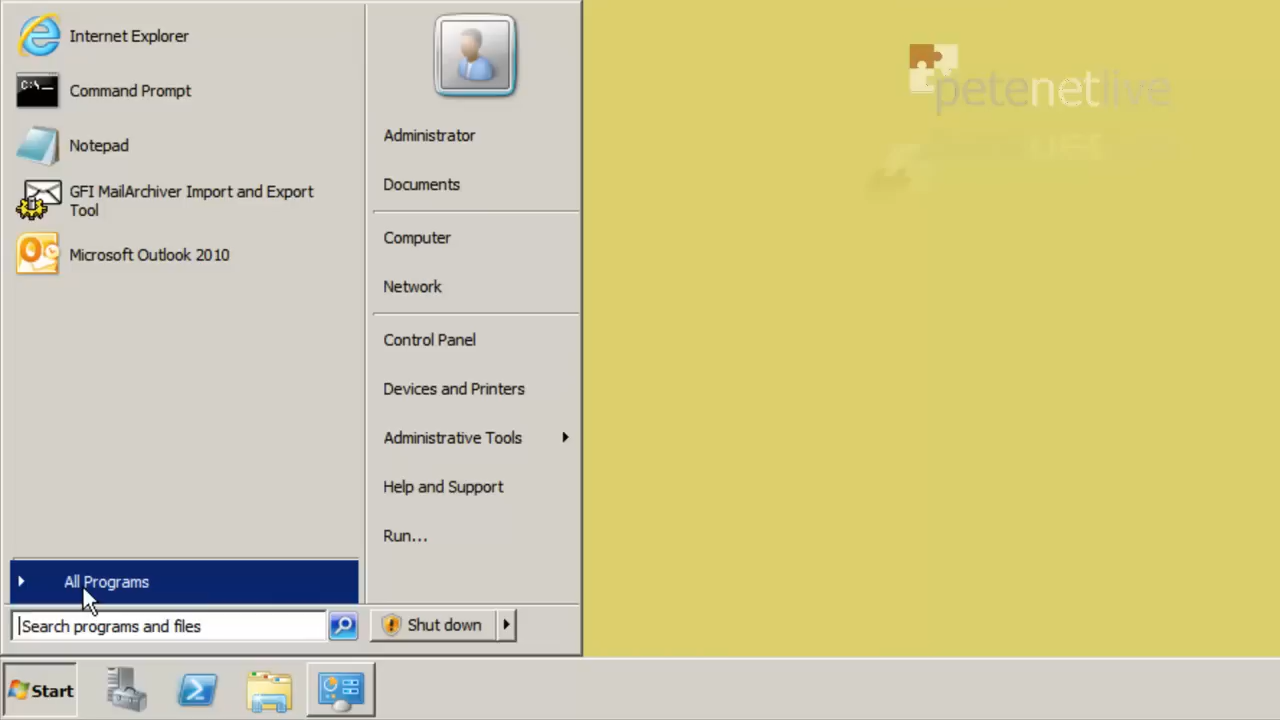 Internet Explorer
Command Prompt
Notepad
GFI MailArchiver Import and Export
Tool
Microsoft Outlook 2010
All Programs
Search programs and files
Administrator
Documents
Computer
Network
Control Panel
Devices and Printers
Administrative Tools
Help and Support
Run...
Shut down
Start
petenetlive
C:\